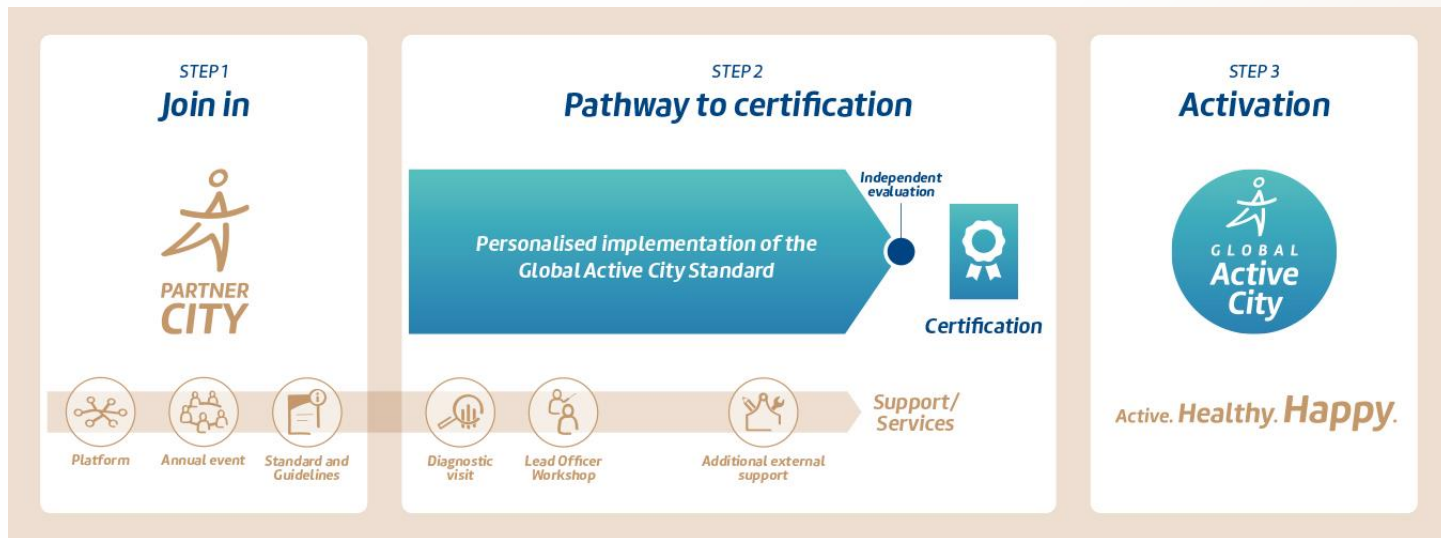 STEP 1
Join in
PARTNER
CITY
Platform
Annual event
Standard and
Guidelines
STEP 2
Pathway to certification
Personalised implementation of the
Global Active City Standard
Independent
evaluation
Certification
Diagnostic
visit
Lead Officer
Workshop
Additional external
support
Support/
Services
STEP 3
Activation
GLOBAL
Active
City
Active. Healthy. Happy.